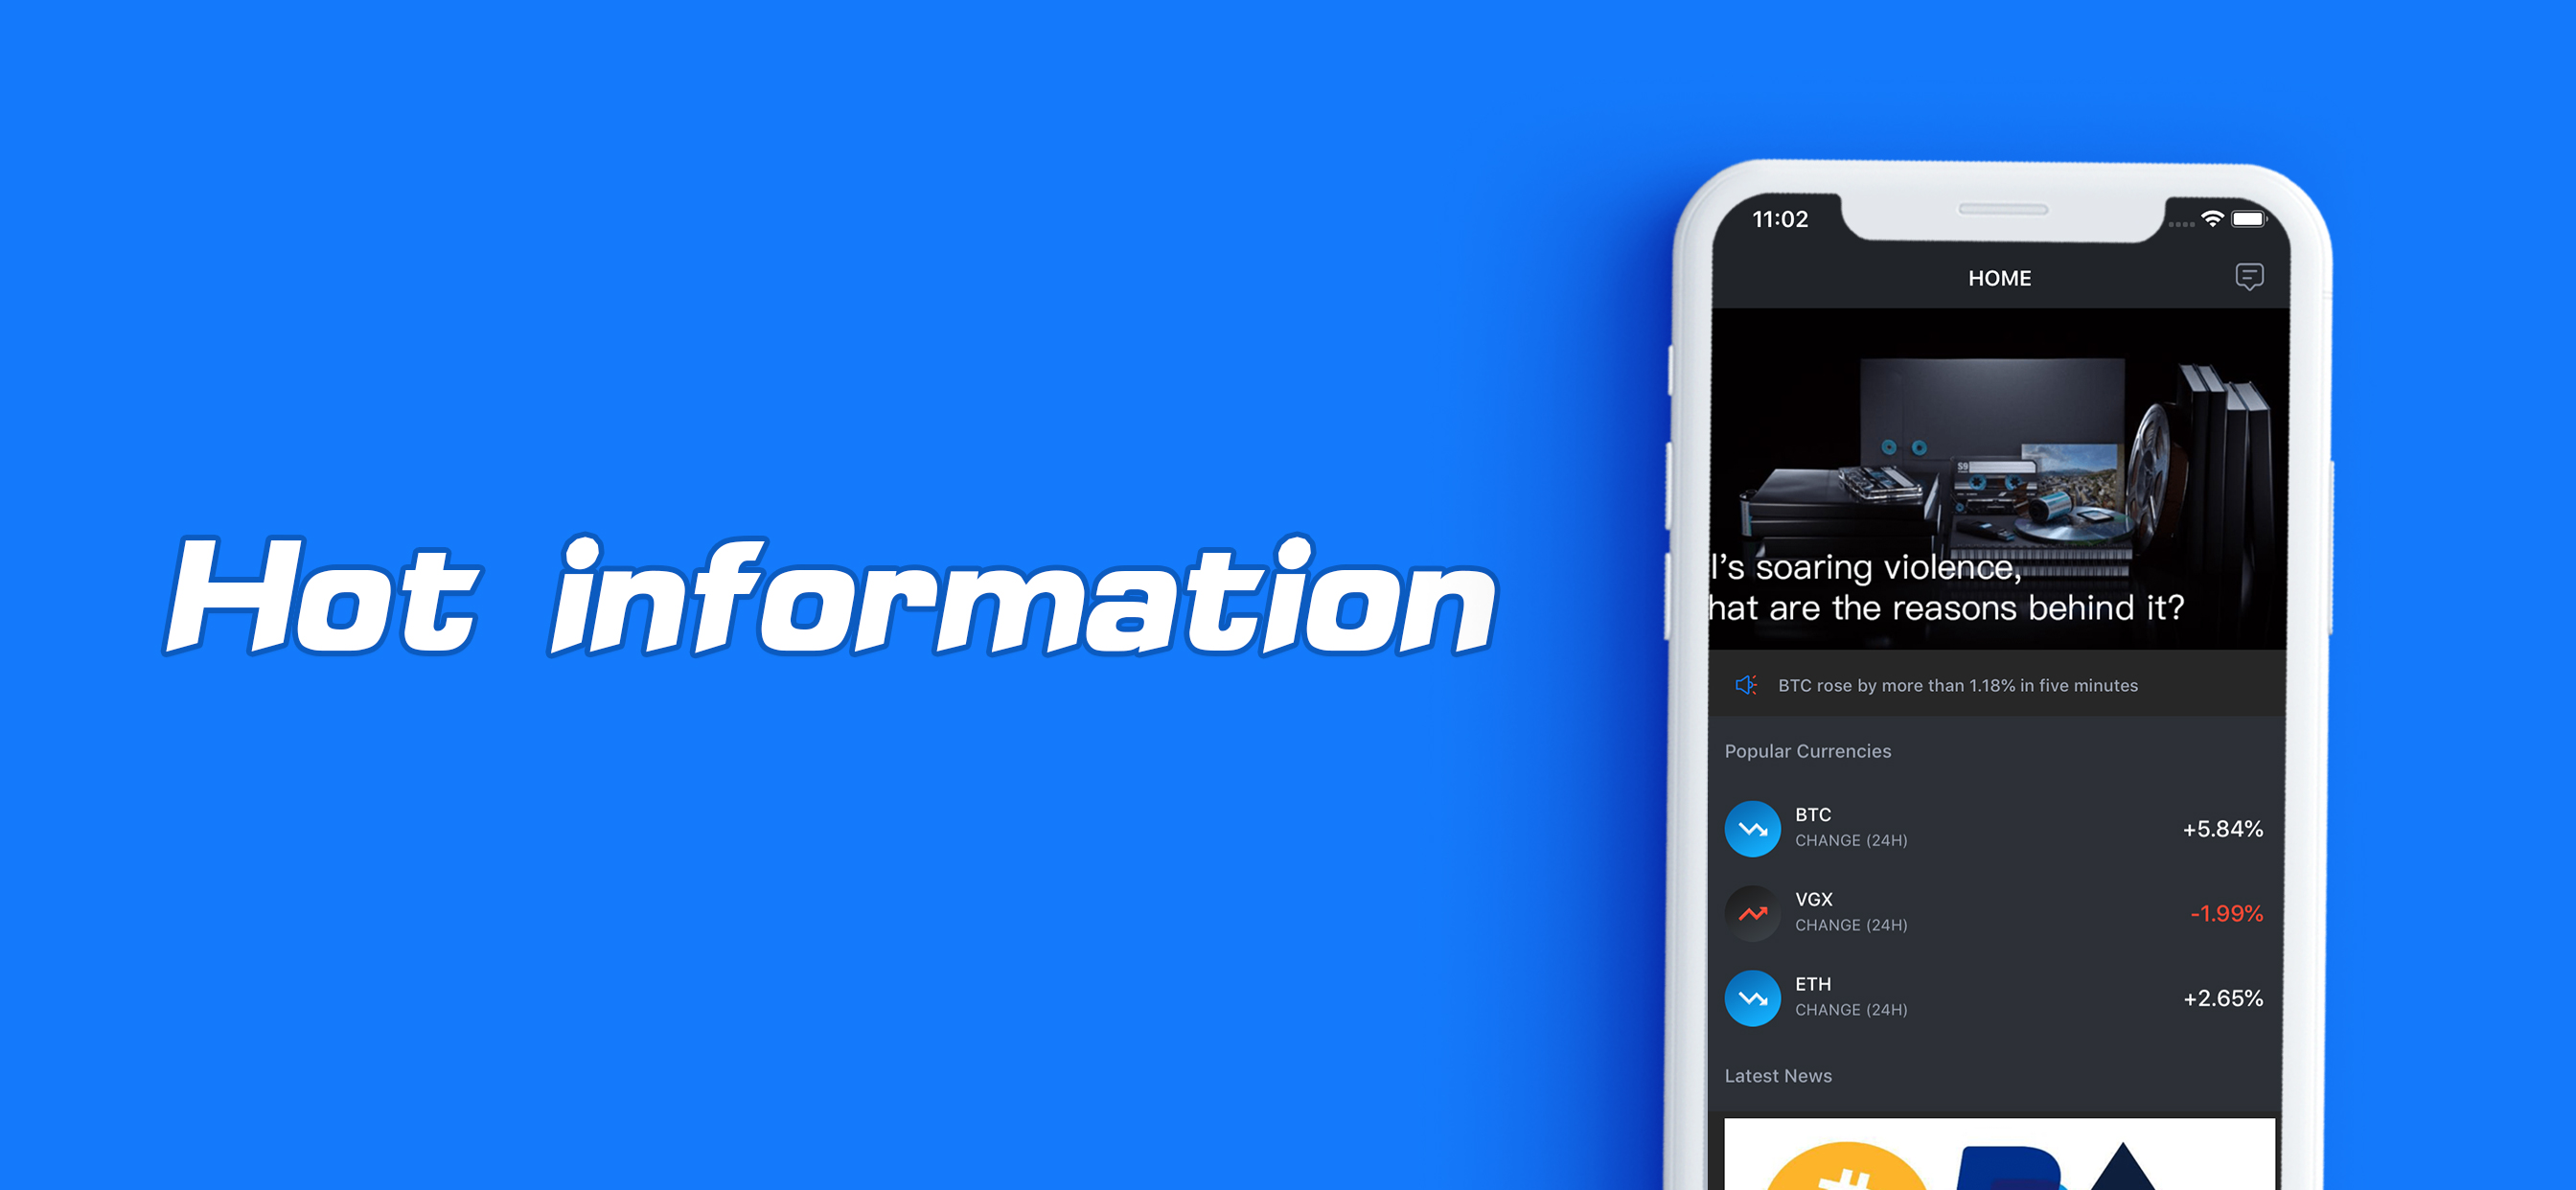 Hot information
11:02
HOME
S9
l's soaring violence,
hat are the reasons behind it?
BTC rose by more than 1.18% in five minutes
Popular Currencies
BTC
CHANGE (24H)
+5.84%
VGX
CHANGE (24H)
-1.99%
ETH
CHANGE (24H)
+2.65%
Latest News